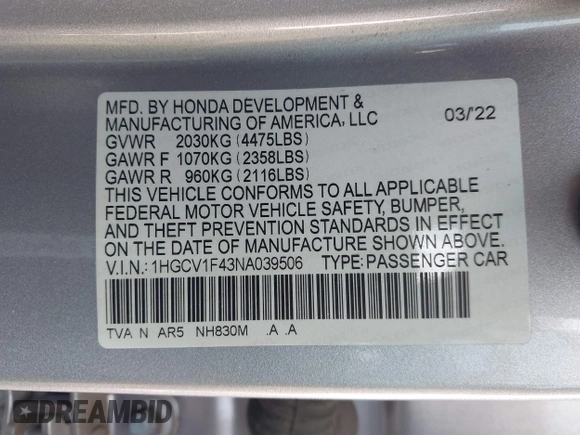 MFD. BY HONDA DEVELOPMENT &
MANUFACTURING OF AMERICA, LLC 03/'22
GVWR 2030KG (4475LBS)
GAWR F 1070KG (2358LBS)
GAWR R 960KG (2116LBS)
THIS VEHICLE CONFORMS TO ALL APPLICABLE
FEDERAL MOTOR VEHICLE SAFETY, BUMPER,
AND THEFT PREVENTION STANDARDS IN EFFECT
ON THE DATE OF MANUFACTURE SHOWN ABOVE.
V.I.N.: 1HGCV1F43NA039506 TYPE: PASSENGER CAR
TVA N AR5 NH830M .A .A
DREAMBID